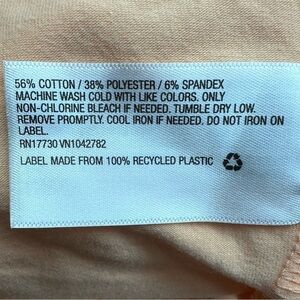 56% COTTON / 38% POLYESTER / 6% SPANDEX
MACHINE WASH COLD WITH LIKE COLORS. ONLY
NON-CHLORINE BLEACH IF NEEDED. TUMBLE DRY LOW.
REMOVE PROMPTLY. COOL IRON IF NEEDED. DO NOT IRON ON
LABEL.
RN17730 VN1042782
LABEL MADE FROM 100% RECYCLED PLASTIC